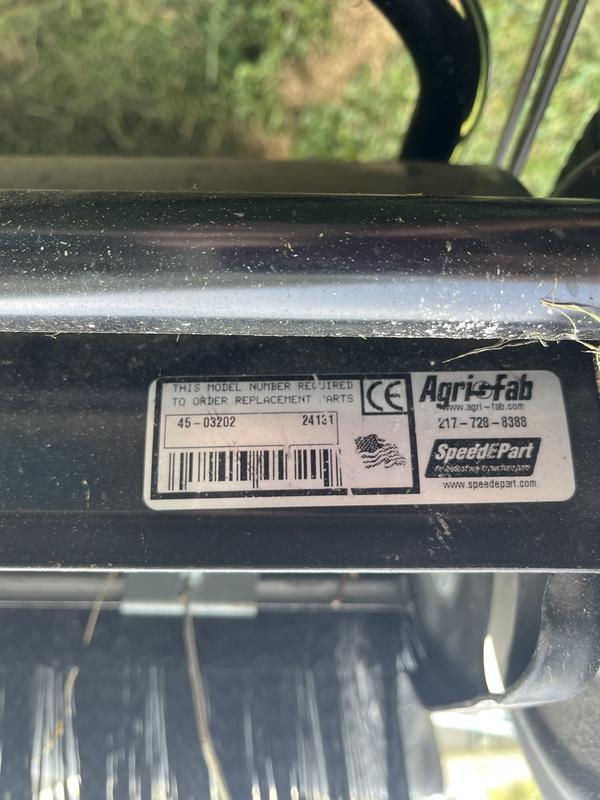 THIS MODEL NUMBER REQUIRED
TO ORDER REPLACEMENT PARTS
45-03202 24131
CE
Agri-Fab
www.agri-fab.com
217-728-8388
SpeedEPart
www.speedepart.com